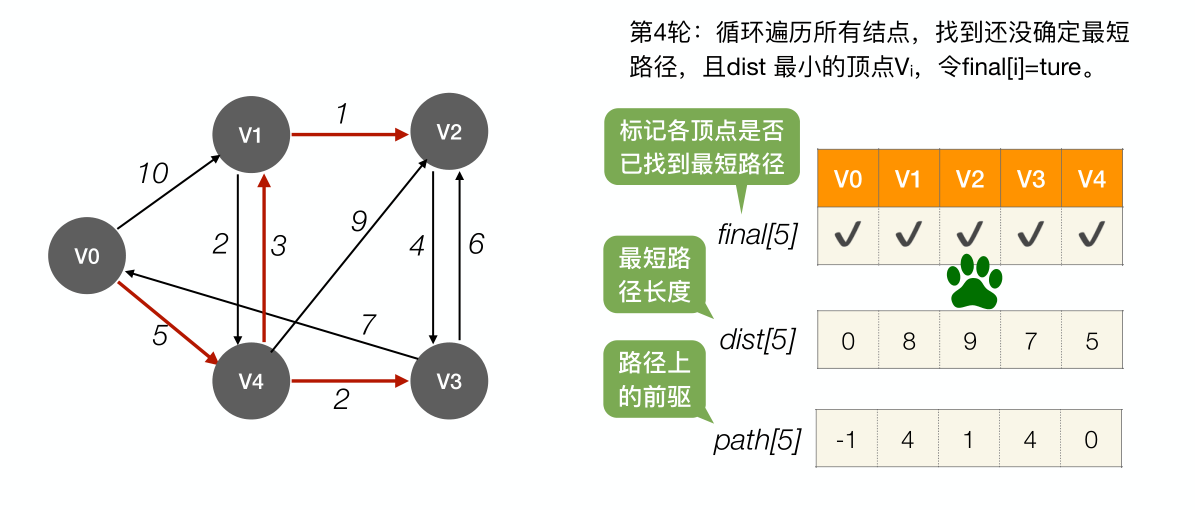 第4轮：循环遍历所有结点，找到还没确定最短
路径，且dist 最小的顶点Vi，令final[i]=ture。
标记各顶点是否
已找到最短路径
V0 V1 V2 V3 V4
final[5] ✓ ✓ ✓ ✓ ✓
最短路
径长度
dist[5] 0 8 9 7 5
路径上
的前驱
path[5] -1 4 1 4 0
V1
1
V2
10
2
3
9
4
6
V0
5
7
V4
2
V3